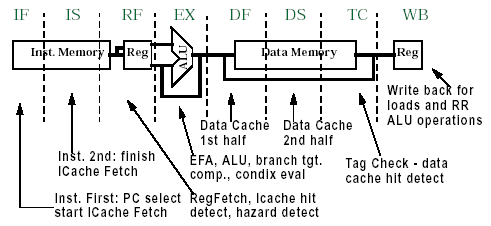 IF IS RF EX DF DS TC WB
Inst. Memory Reg ALU Data Memory Reg
Write back for
loads and RR
ALU operations
Data Cache
1st half
Data Cache
2nd half
Inst. 2nd: finish
ICache Fetch
EFA, ALU, branch tgt.
comp., condix eval
Tag Check - data
cache hit detect
Inst. First: PC select
start ICache Fetch
RegFetch, Icache hit
detect, hazard detect